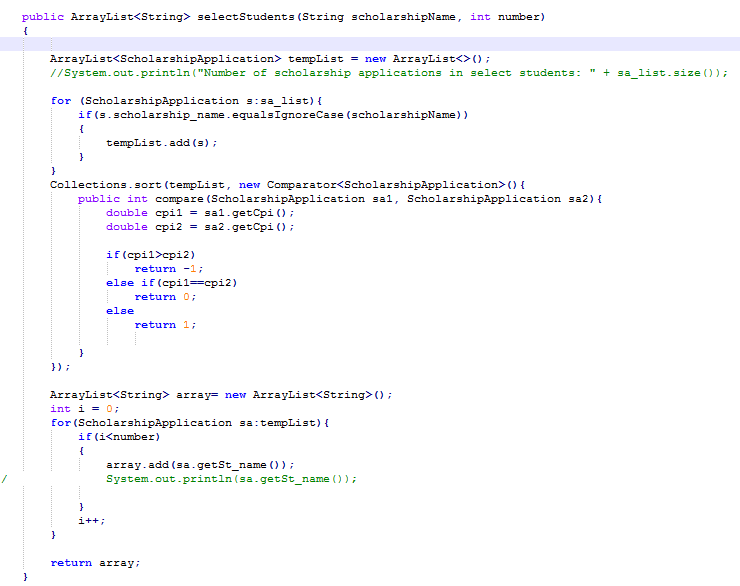 public ArrayList<String> selectStudents(String scholarshipName, int number)
{
ArrayList<ScholarshipApplication> tempList = new ArrayList<>();
//System.out.println("Number of scholarship applications in select students: " + sa_list.size());
for (ScholarshipApplication s:sa_list){
if(s.scholarship_name.equalsIgnoreCase(scholarshipName))
{
tempList.add(s);
}
}
Collections.sort(tempList, new Comparator<ScholarshipApplication>(){
public int compare(ScholarshipApplication sa1, ScholarshipApplication sa2){
double cpi1 = sa1.getCpi();
double cpi2 = sa2.getCpi();
if(cpi1>cpi2)
return -1;
else if(cpi1==cpi2)
return 0;
else
return 1;
}
});
ArrayList<String> array= new ArrayList<String>();
int i = 0;
for(ScholarshipApplication sa:tempList){
if(i<number)
{
array.add(sa.getSt_name());
/ System.out.println(sa.getSt_name());
}
i++;
}
return array;
}